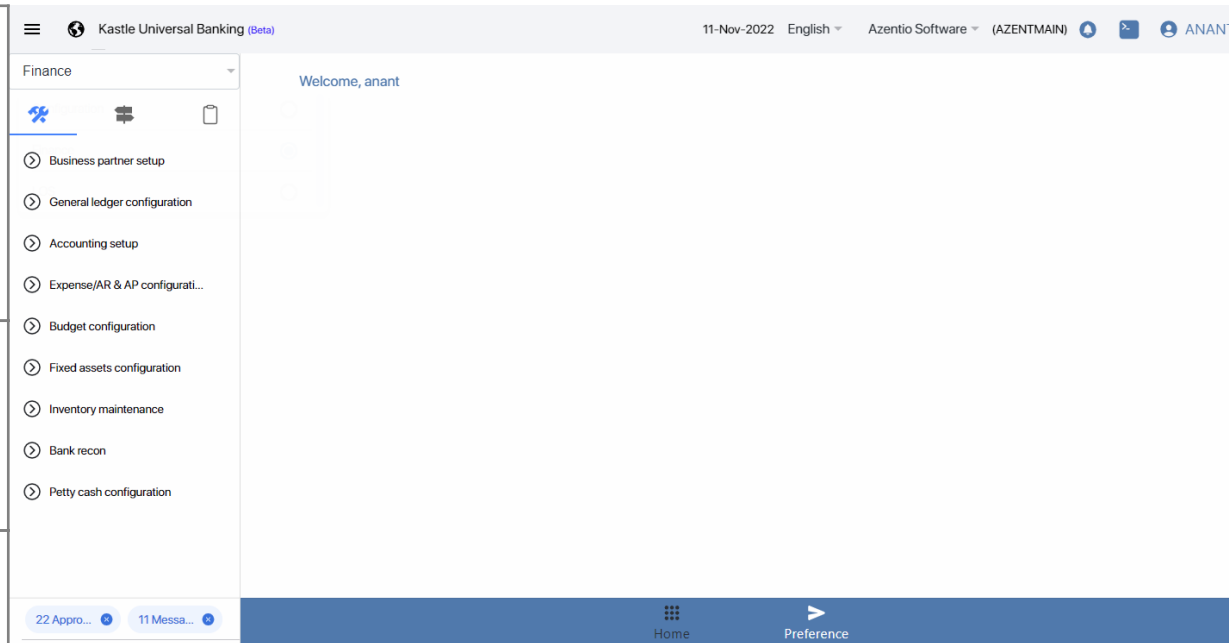 Kastle Universal Banking (Beta)
11-Nov-2022 English Azentio Software (AZENTMAIN) ANANT
Finance
Welcome, anant
Business partner setup
General ledger configuration
Accounting setup
Expense/AR & AP configurati...
Budget configuration
Fixed assets configuration
Inventory maintenance
Bank recon
Petty cash configuration
22 Appro... 11 Messa...
Home Preference